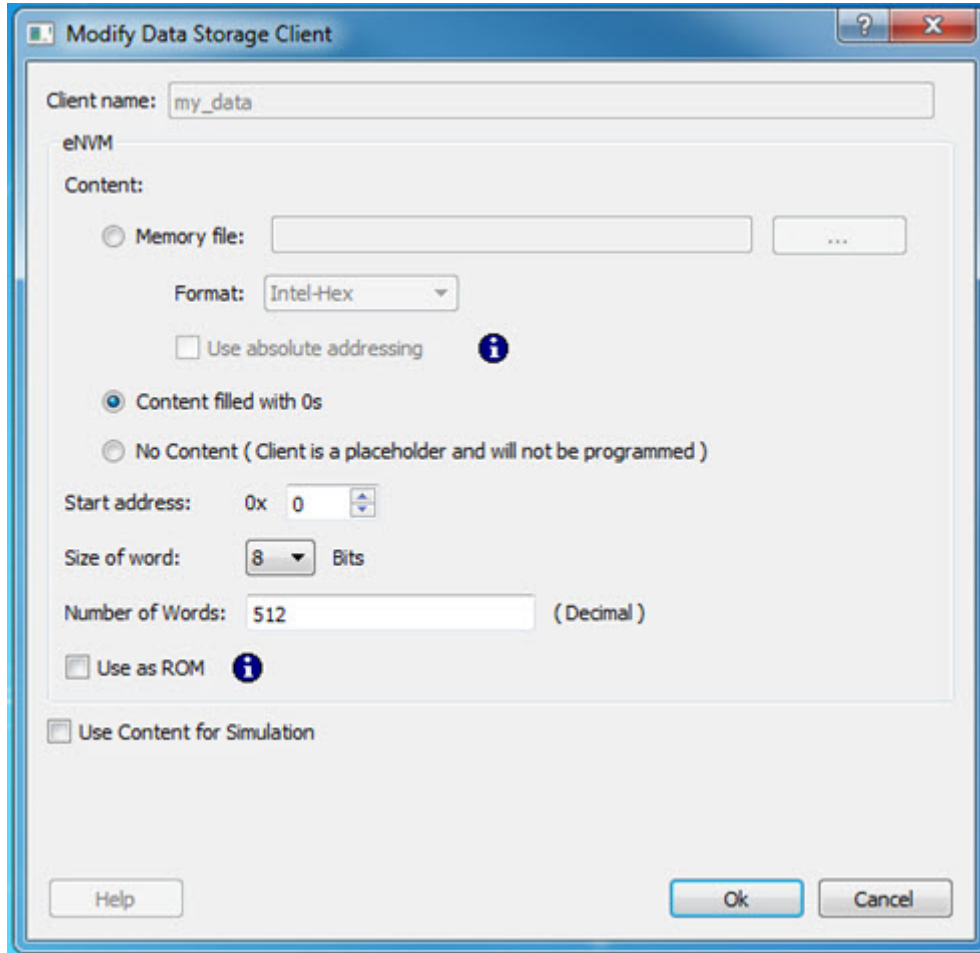 Modify Data Storage Client
Client name: my_data
eNVM
Content:
Memory file: ...
Format: Intel-Hex
Use absolute addressing
Content filled with 0s
No Content ( Client is a placeholder and will not be programmed )
Start address: 0x 0
Size of word: 8 Bits
Number of Words: 512 ( Decimal )
Use as ROM
Use Content for Simulation
Help Ok Cancel